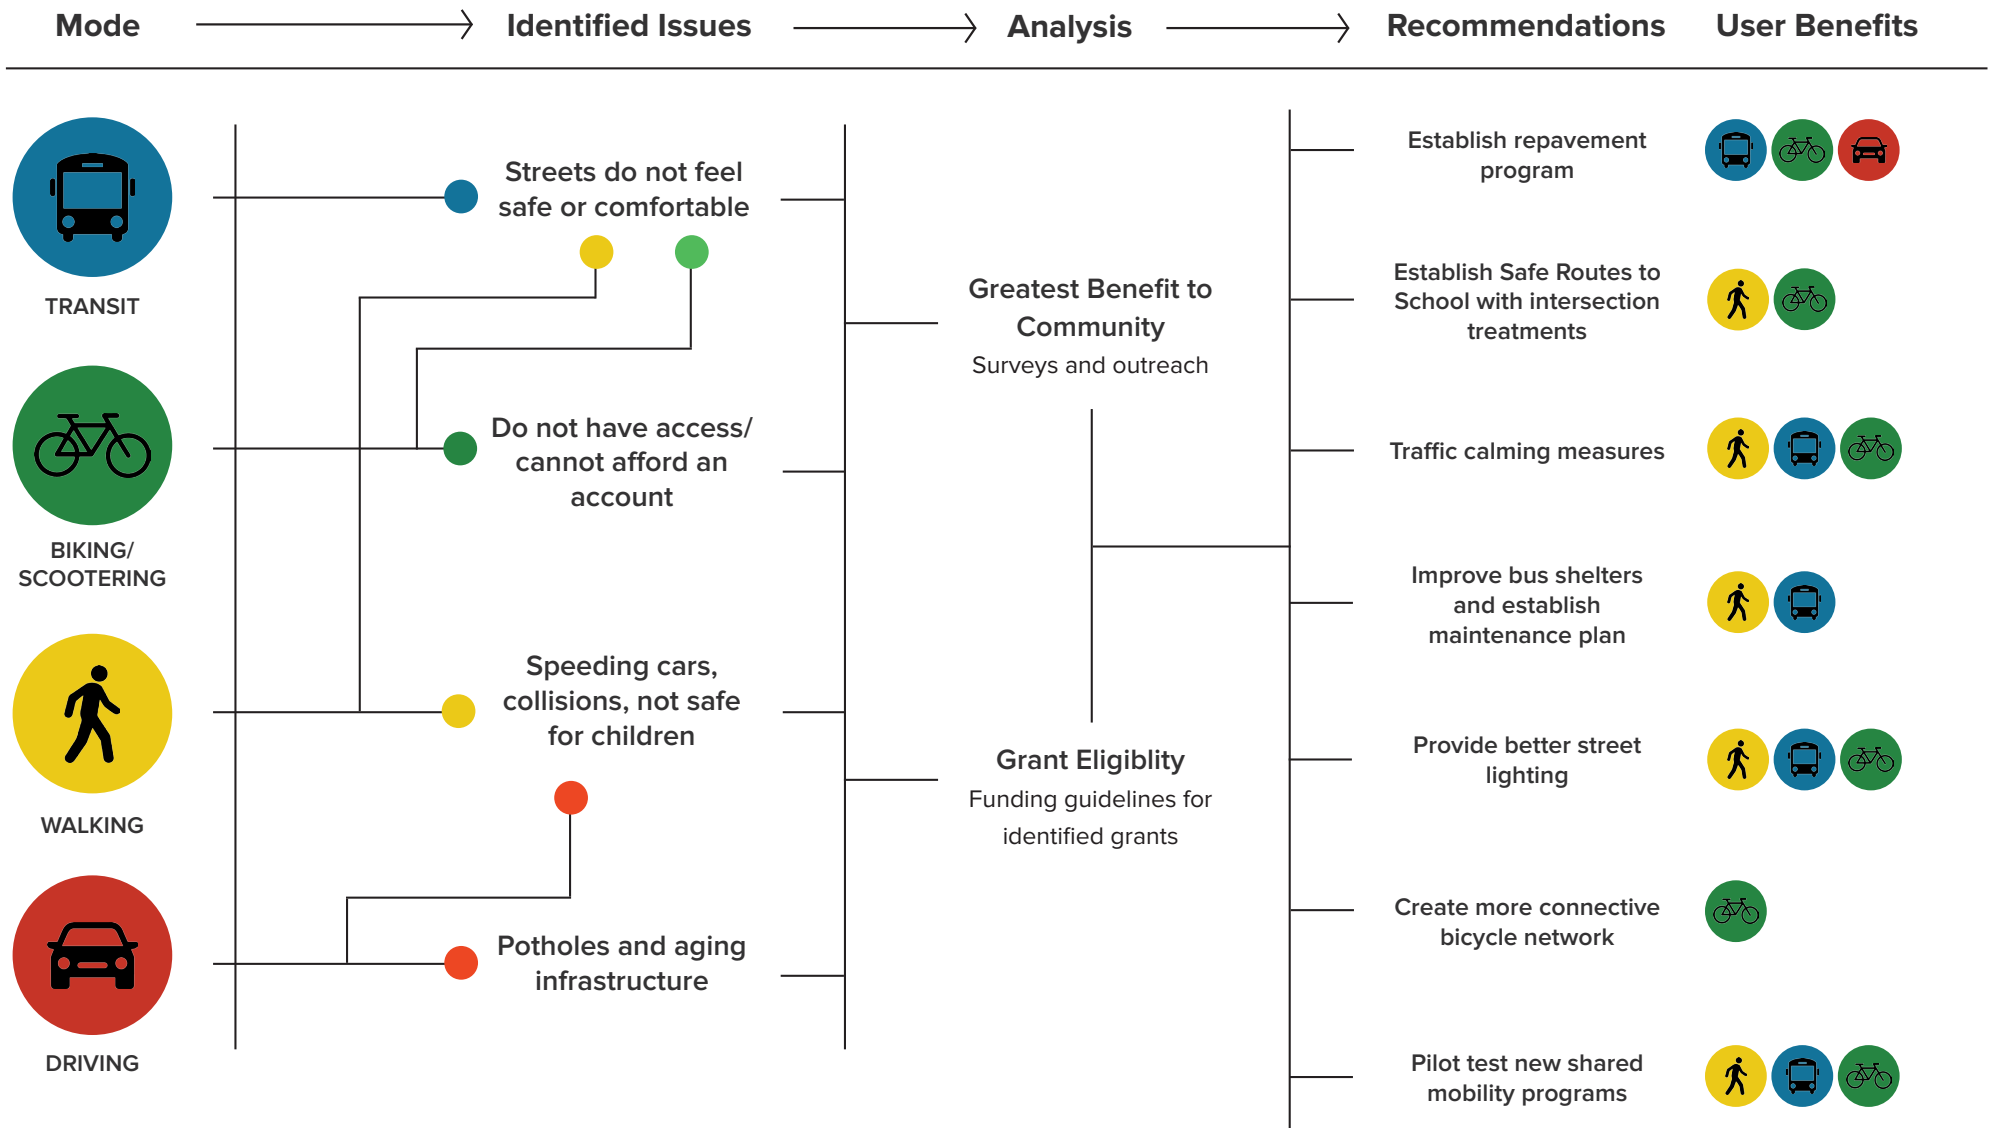 Mode
Identified Issues
Analysis
Recommendations
User Benefits
TRANSIT
BIKING/
SCOOTERING
WALKING
DRIVING
Streets do not feel
safe or comfortable
Do not have access/
cannot afford an
account
Speeding cars,
collisions, not safe
for children
Potholes and aging
infrastructure
Greatest Benefit to
Community
Surveys and outreach
Grant Eligiblity
Funding guidelines for
identified grants
Establish repavement
program
Establish Safe Routes to
School with intersection
treatments
Traffic calming measures
Improve bus shelters
and establish
maintenance plan
Provide better street
lighting
Create more connective
bicycle network
Pilot test new shared
mobility programs